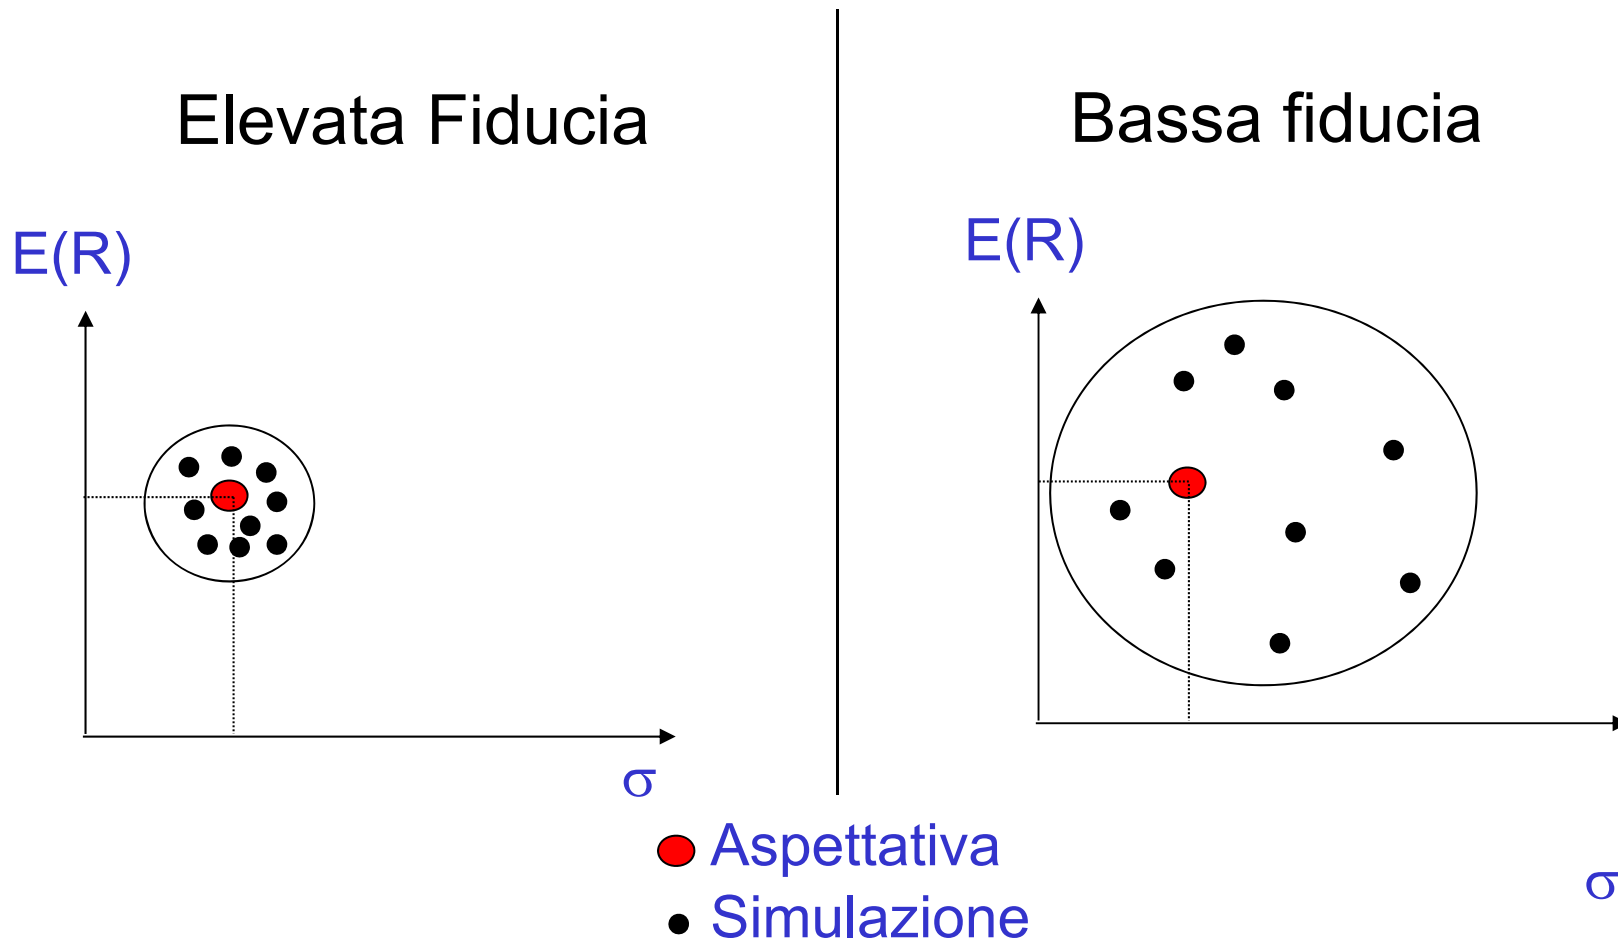 Elevata Fiducia
Bassa fiducia
E(R)
E(R)
σ
Aspettativa
σ
Simulazione